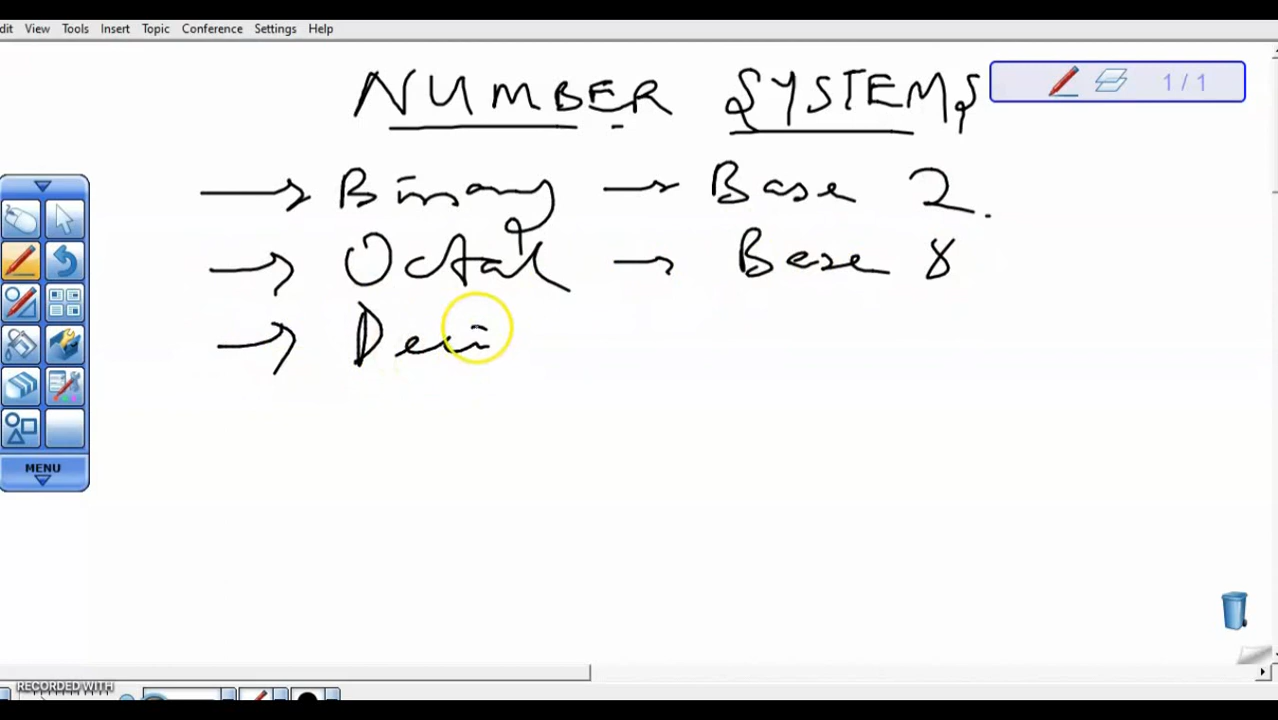 dit View Tools Insert Topic Conference Settings Help
NUMBER SYSTEMS
1 / 1
→ Binary → Base 2.
→ Octal → Base 8
→ Deci
MENU
RECORDED WITH